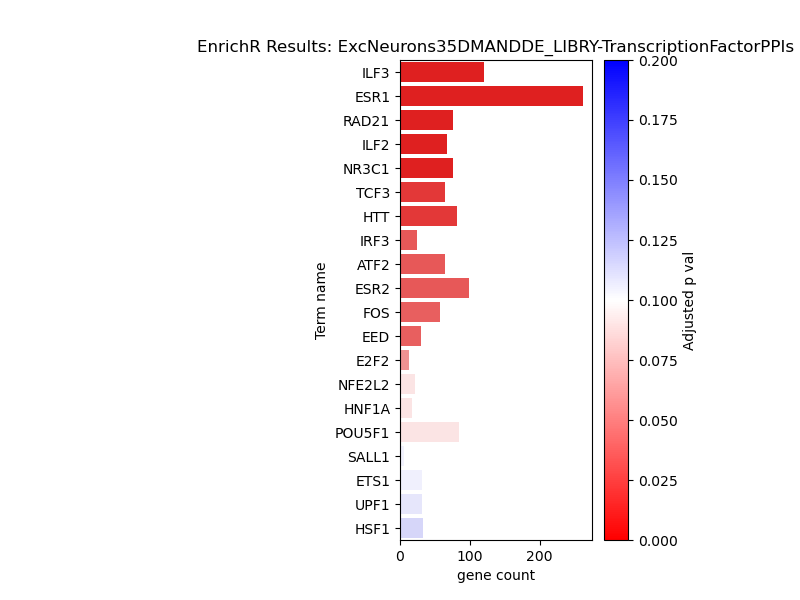 EnrichR Results: ExcNeurons35DMANDDE_LIBRY-TranscriptionFactorPPIs
ILF3
ESR1
RAD21
ILF2
NR3C1
TCF3
HTT
IRF3
ATF2
ESR2
FOS
EED
E2F2
NFE2L2
HNF1A
POU5F1
SALL1
ETS1
UPF1
HSF1
Term name
0
100
200
gene count
0.200
0.175
0.150
0.125
0.100
0.075
0.050
0.025
0.000
Adjusted p val